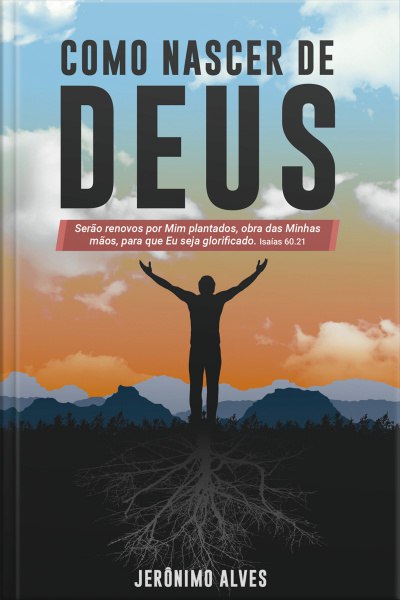 COMO NASCER DE
DEUS
Serão renovos por Mim plantados, obra das Minhas
mãos, para que Eu seja glorificado. Isaías 60.21
JERÔNIMO ALVES